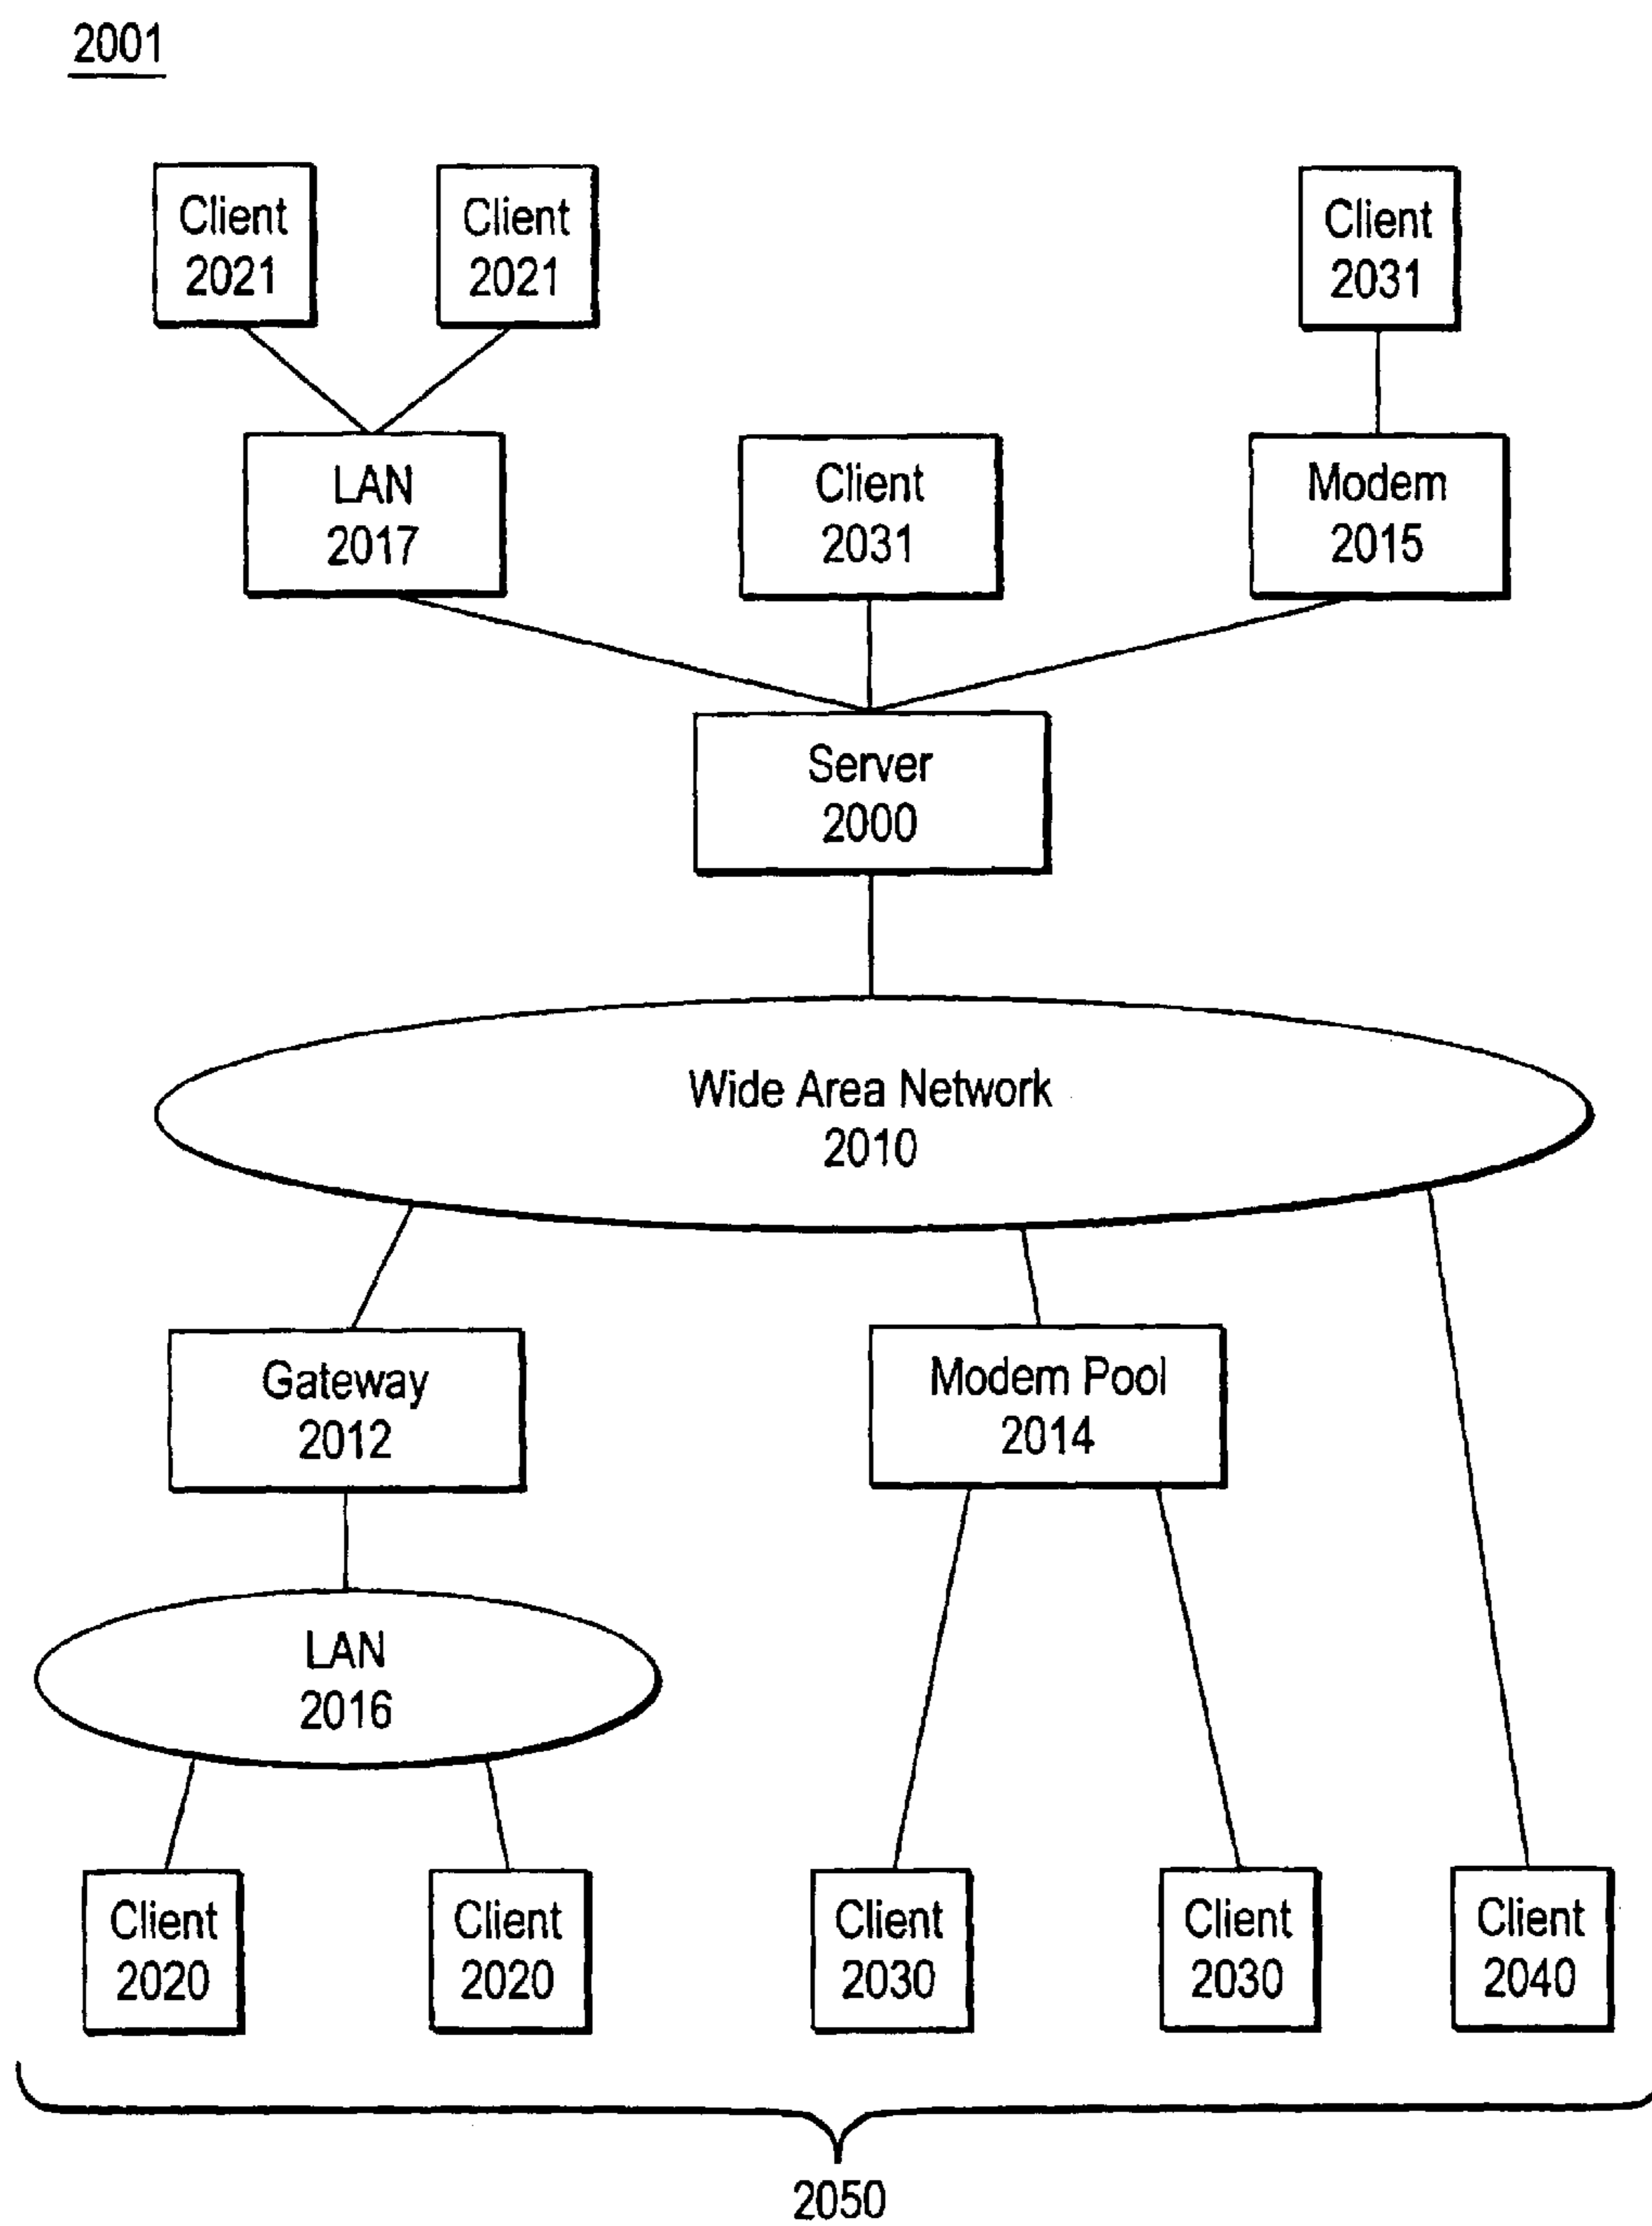 2001
Client
2021
Client
2021
Client
2031
LAN
2017
Client
2031
Modem
2015
Server
2000
Wide Area Network
2010
Gateway
2012
Modem Pool
2014
LAN
2016
Client
2020
Client
2020
Client
2030
Client
2030
Client
2040
2050